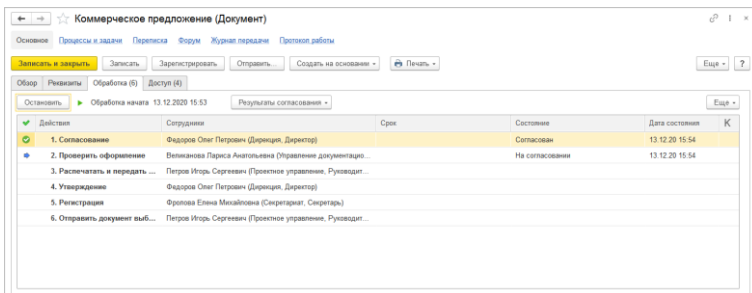 Коммерческое предложение (Документ)
Основное Процессы и задачи Переписка Форум Журнал передачи Протокол работы
Записать и закрыть Записать Зарегистрировать Отправить... Создать на основании Печать Еще ?
Обзор Реквизиты Обработка (6) Доступ (4)
Остановить Обработка начата 13.12.2020 15:53 Результаты согласования Еще
Действия Сотрудники Срок Состояние Дата состояния К
1. Согласование Федоров Олег Петрович (Дирекция, Директор) Согласован 13.12.20 15:54
2. Проверить оформление Великанова Лариса Анатольевна (Управление документацио... На согласовании 13.12.20 15:54
3. Распечатать и передать ... Петров Игорь Сергеевич (Проектное управление, Руководит...
4. Утверждение Федоров Олег Петрович (Дирекция, Директор)
5. Регистрация Фролова Елена Михайловна (Секретариат, Секретарь)
6. Отправить документ выб... Петров Игорь Сергеевич (Проектное управление, Руководит...